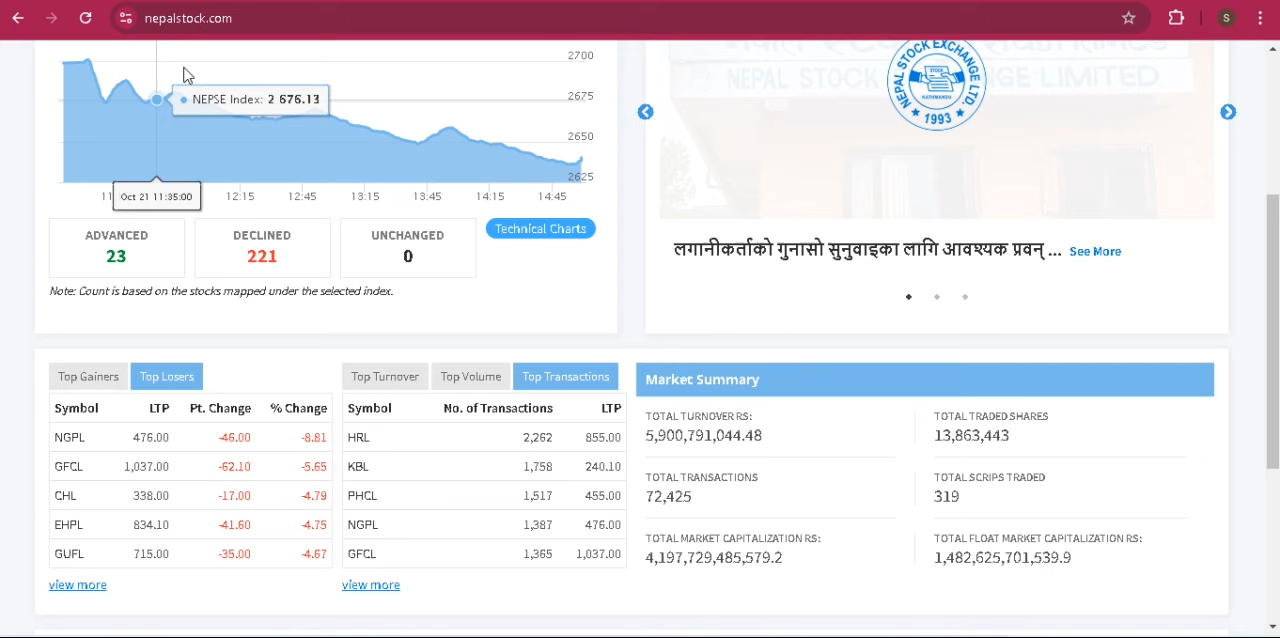 nepalstock.com
S
2700
NEPSE Index: 2 676.13
2675
2650
2625
11
Oct 21 11:35:00
12:15 12:45 13:15 13:45 14:15 14:45
ADVANCED
23
DECLINED
221
UNCHANGED
0
Technical Charts
Note: Count is based on the stocks mapped under the selected index.
NEPAL STOCK EXCHANGE LIMITED
NEPAL STOCK EXCHANGE LTD.
KATHMANDU
1993
लगानीकर्ताको गुनासो सुनुवाइका लागि आवश्यक प्रवन् ... See More
Top Gainers Top Losers
Symbol LTP Pt. Change % Change
NGPL 476.00 -46.00 -8.81
GFCL 1,037.00 -62.10 -5.65
CHL 338.00 -17.00 -4.79
EHPL 834.10 -41.60 -4.75
GUFL 715.00 -35.00 -4.67
view more
Top Turnover Top Volume Top Transactions
Symbol No. of Transactions LTP
HRL 2,262 855.00
KBL 1,758 240.10
PHCL 1,517 455.00
NGPL 1,387 476.00
GFCL 1,365 1,037.00
view more
Market Summary
TOTAL TURNOVER RS:
5,900,791,044.48
TOTAL TRADED SHARES
13,863,443
TOTAL TRANSACTIONS
72,425
TOTAL SCRIPS TRADED
319
TOTAL MARKET CAPITALIZATION RS:
4,197,729,485,579.2
TOTAL FLOAT MARKET CAPITALIZATION RS:
1,482,625,701,539.9